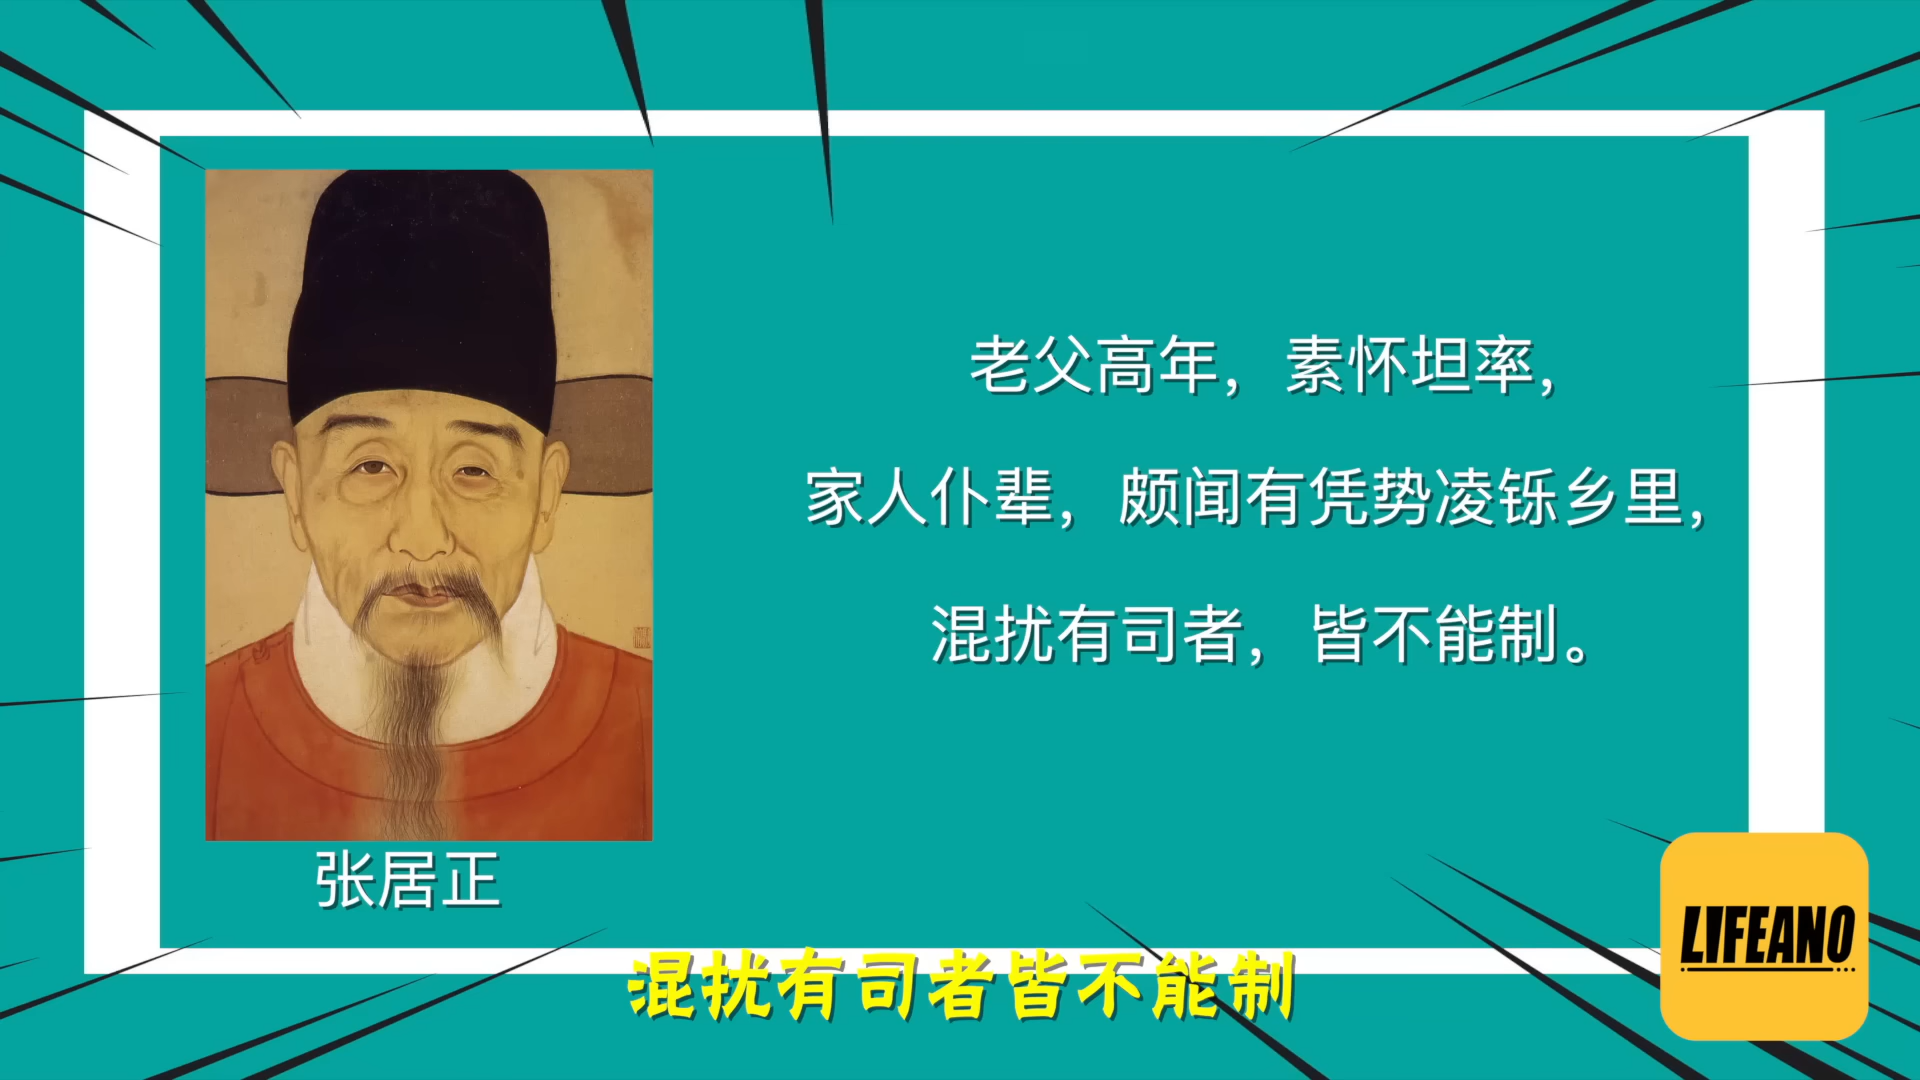 老父高年，素怀坦率，
家人仆辈，颇闻有凭势凌铄乡里，
混扰有司者，皆不能制。
张居正
混扰有司者皆不能制
LIFEANO